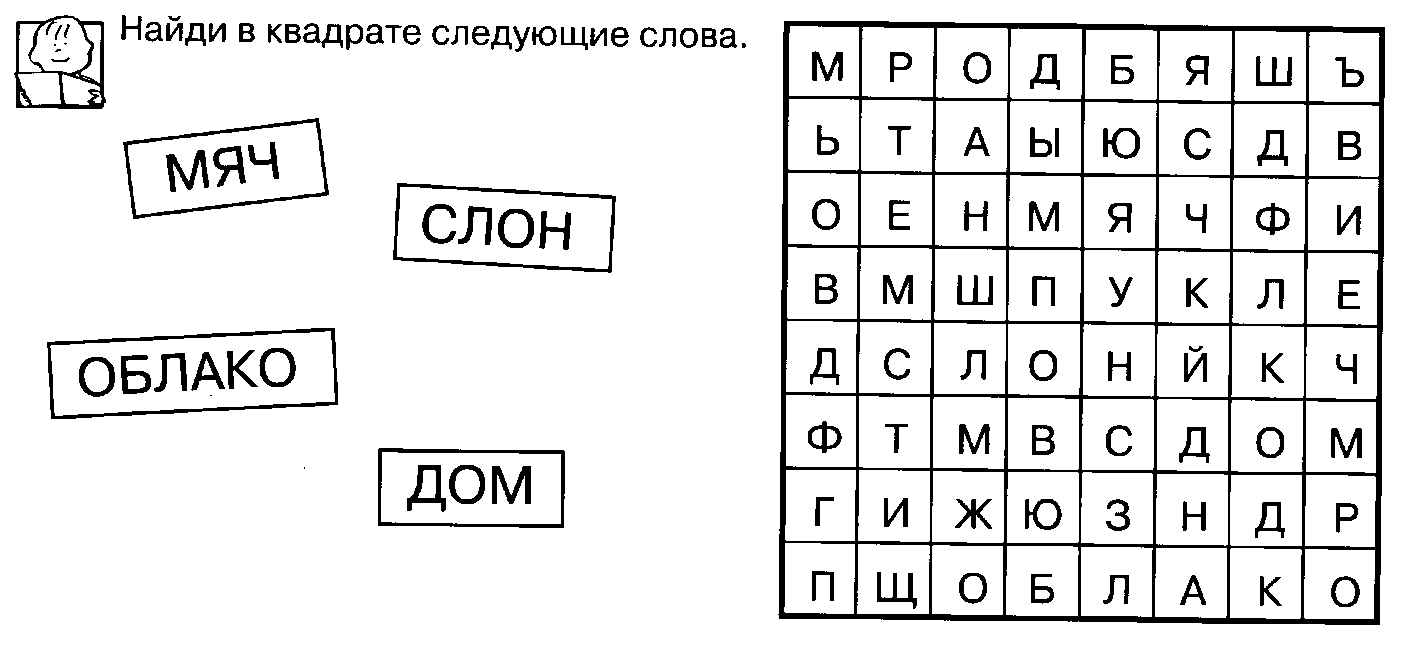 Найди в квадрате следующие слова.
МЯЧ
СЛОН
ОБЛАКО
ДОМ
М Р О Д Б Я Ш Ъ
Ь Т А Ы Ю С Д В
О Е Н М Я Ч Ф И
В М Ш П У К Л Е
Д С Л О Н Й К Ч
Ф Т М В С Д О М
Г И Ж Ю З Н Д Р
П Щ О Б Л А К О